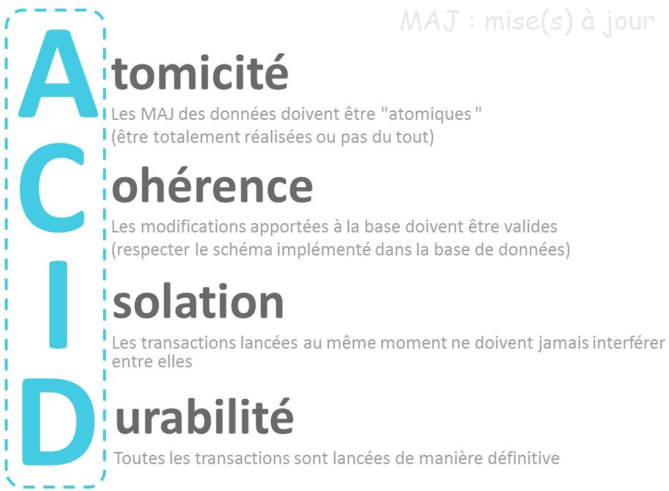 MAJ : mise(s) à jour
Atomicité
Les MAJ des données doivent être "atomiques "
(être totalement réalisées ou pas du tout)
Cohérence
Les modifications apportées à la base doivent être valides
(respecter le schéma implémenté dans la base de données)
Isolation
Les transactions lancées au même moment ne doivent jamais interférer
entre elles
Durabilité
Toutes les transactions sont lancées de manière définitive